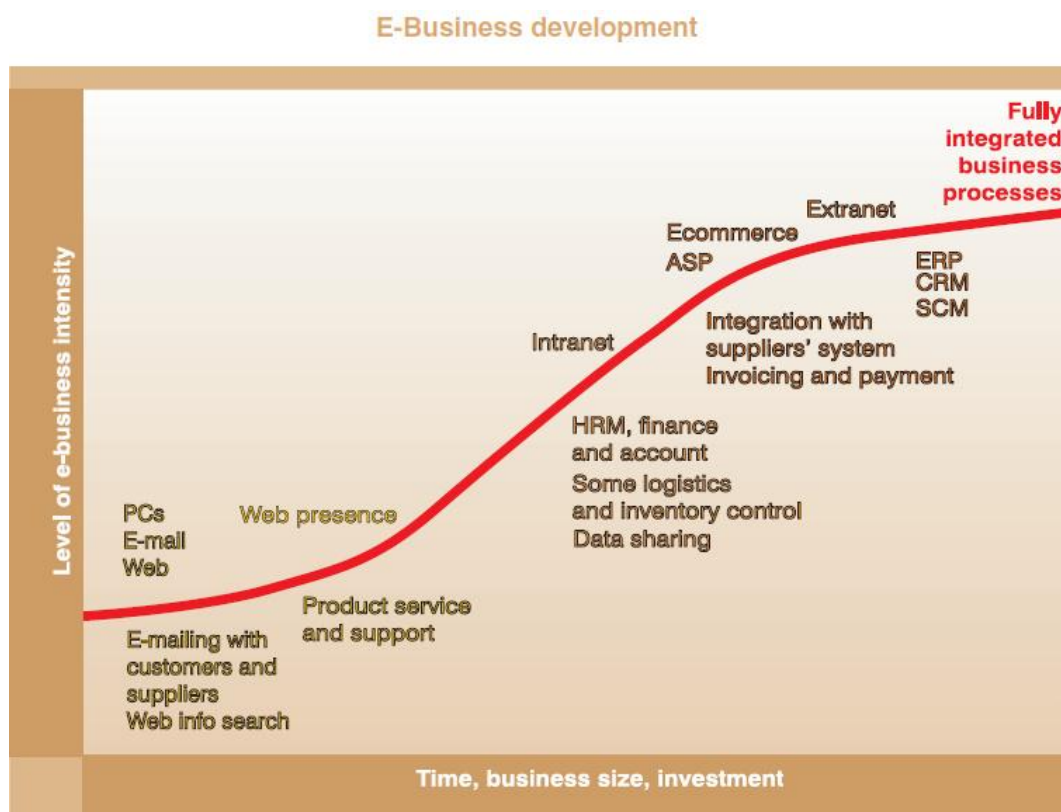 E-Business development
Level of e-business intensity
Fully
integrated
business
processes
Extranet
Ecommerce
ASP
ERP
CRM
SCM
Integration with
suppliers’ system
Invoicing and payment
Intranet
HRM, finance
and account
Some logistics
and inventory control
Data sharing
PCs
E-mail
Web
Web presence
Product service
and support
E-mailing with
customers and
suppliers
Web info search
Time, business size, investment